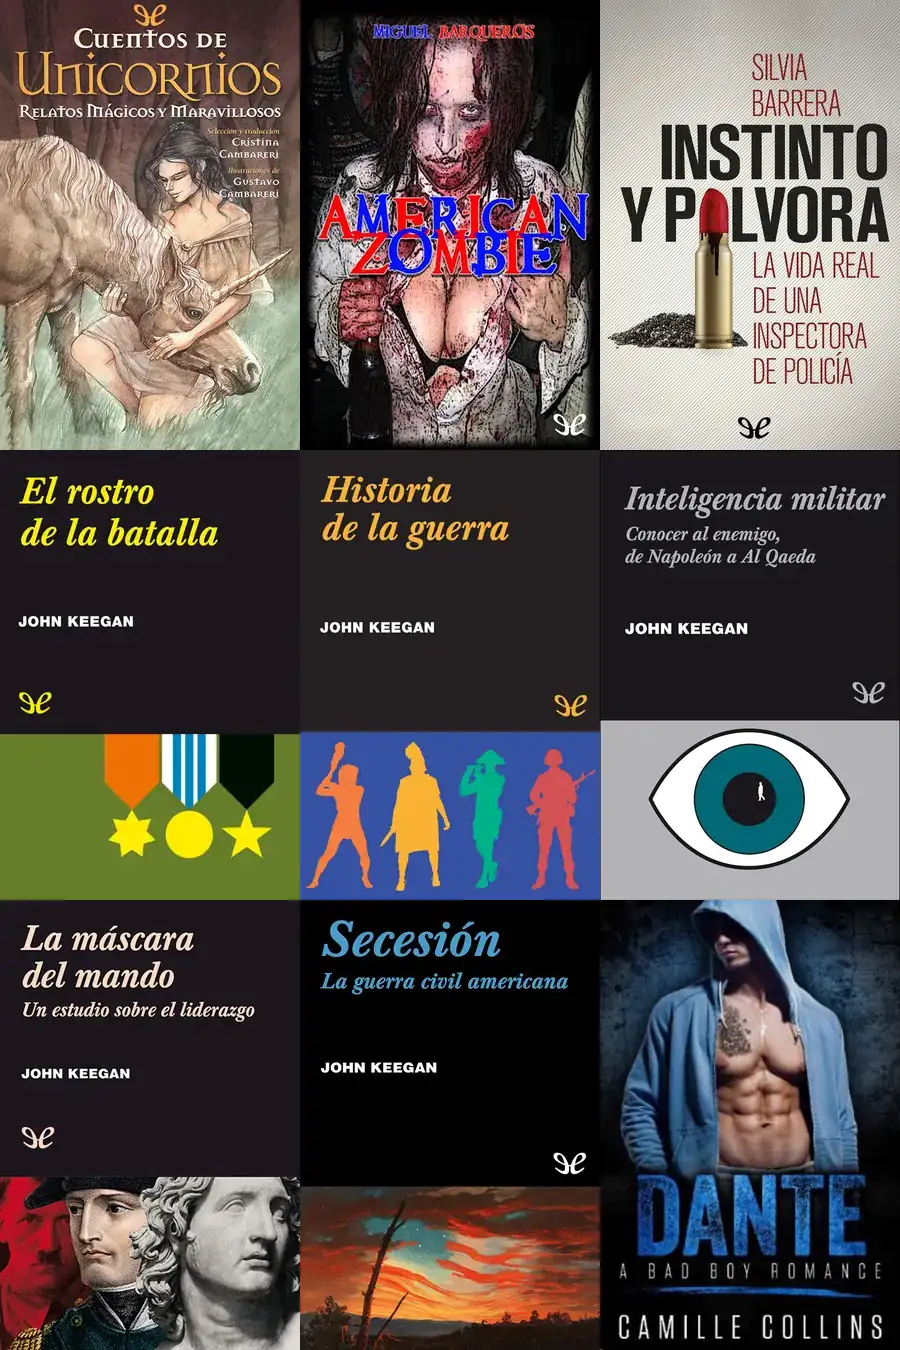 CUENTOS DE
UNICORNIOS
RELATOS MÁGICOS Y MARAVILLOSOS
Selección y traducción
CRISTINA
CAMBARERI
Ilustraciones de
GUSTAVO
CAMBARERI
MIGUEL BARQUEROS
AMERICAN
ZOMBIE
SILVIA
BARRERA
INSTINTO
Y PÓLVORA
LA VIDA REAL
DE UNA
INSPECTORA
DE POLICÍA
El rostro
de la batalla
JOHN KEEGAN
Historia
de la guerra
JOHN KEEGAN
Inteligencia militar
Conocer al enemigo,
de Napoleón a Al Qaeda
JOHN KEEGAN
La máscara
del mando
Un estudio sobre el liderazgo
JOHN KEEGAN
Secesión
La guerra civil americana
JOHN KEEGAN
DANTE
A BAD BOY ROMANCE
CAMILLE COLLINS